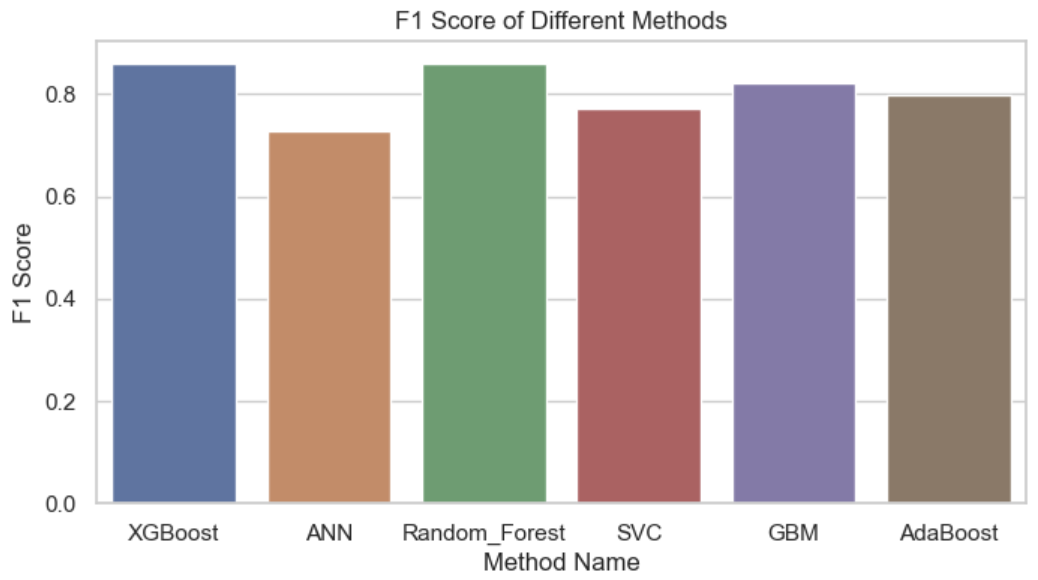 F1 Score of Different Methods
F1 Score
0.8
0.6
0.4
0.2
0.0
XGBoost ANN Random_Forest SVC GBM AdaBoost
Method Name